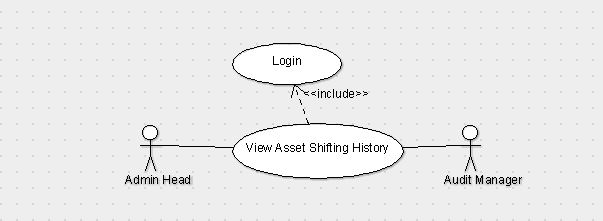 Login
<<include>>
View Asset Shifting History
Admin Head
Audit Manager